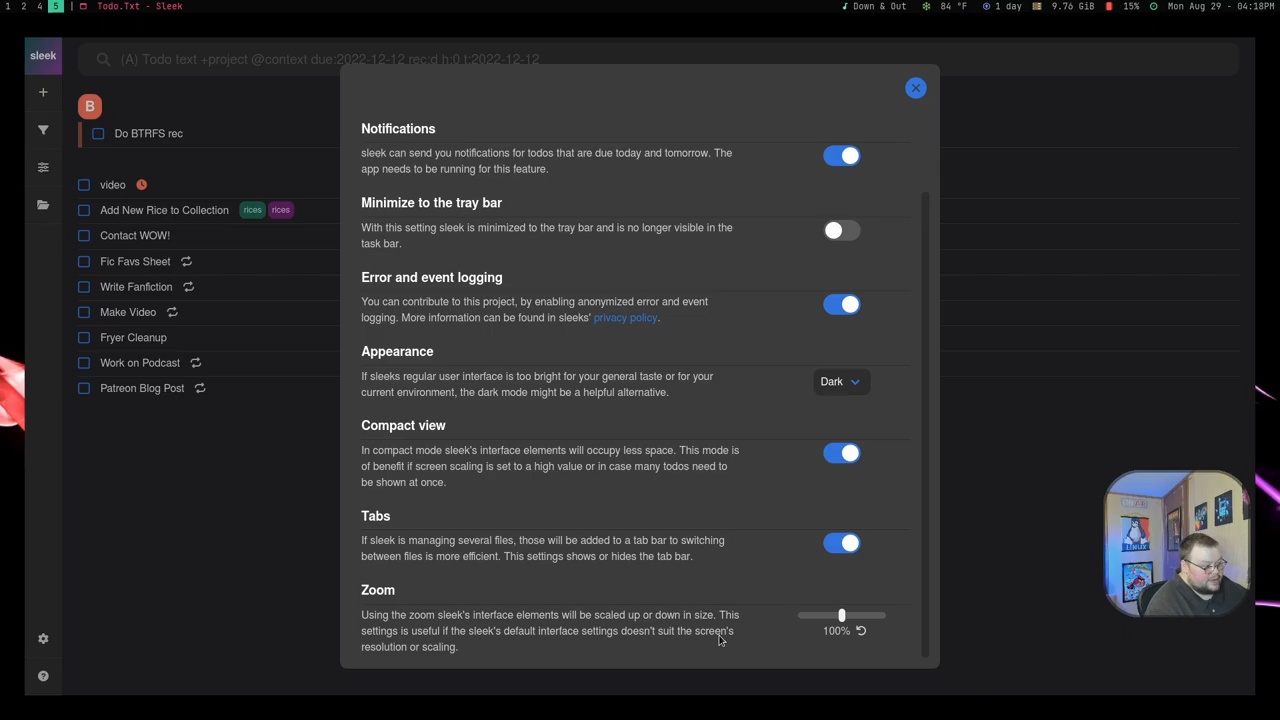 1 2 4 5 | Todo.Txt - Sleek
Down & Out 84 °F 1 day 9.76 GiB 15% Mon Aug 29 - 04:18PM
sleek
(A) Todo text +project @context due:2022-12-12 rec:d h:0 t:2022-12-12
B
Do BTRFS rec
video
Add New Rice to Collection rices rices
Contact WOW!
Fic Favs Sheet
Write Fanfiction
Make Video
Fryer Cleanup
Work on Podcast
Patreon Blog Post
Notifications
sleek can send you notifications for todos that are due today and tomorrow. The
app needs to be running for this feature.
Minimize to the tray bar
With this setting sleek is minimized to the tray bar and is no longer visible in the
task bar.
Error and event logging
You can contribute to this project, by enabling anonymized error and event
logging. More information can be found in sleeks' privacy policy.
Appearance
If sleeks regular user interface is too bright for your general taste or for your
current environment, the dark mode might be a helpful alternative.
Dark
Compact view
In compact mode sleek's interface elements will occupy less space. This mode is
of benefit if screen scaling is set to a high value or in case many todos need to
be shown at once.
Tabs
If sleek is managing several files, those will be added to a tab bar to switching
between files is more efficient. This settings shows or hides the tab bar.
Zoom
Using the zoom sleek's interface elements will be scaled up or down in size. This
settings is useful if the sleek's default interface settings doesn't suit the screen's
resolution or scaling.
100%
LINUX